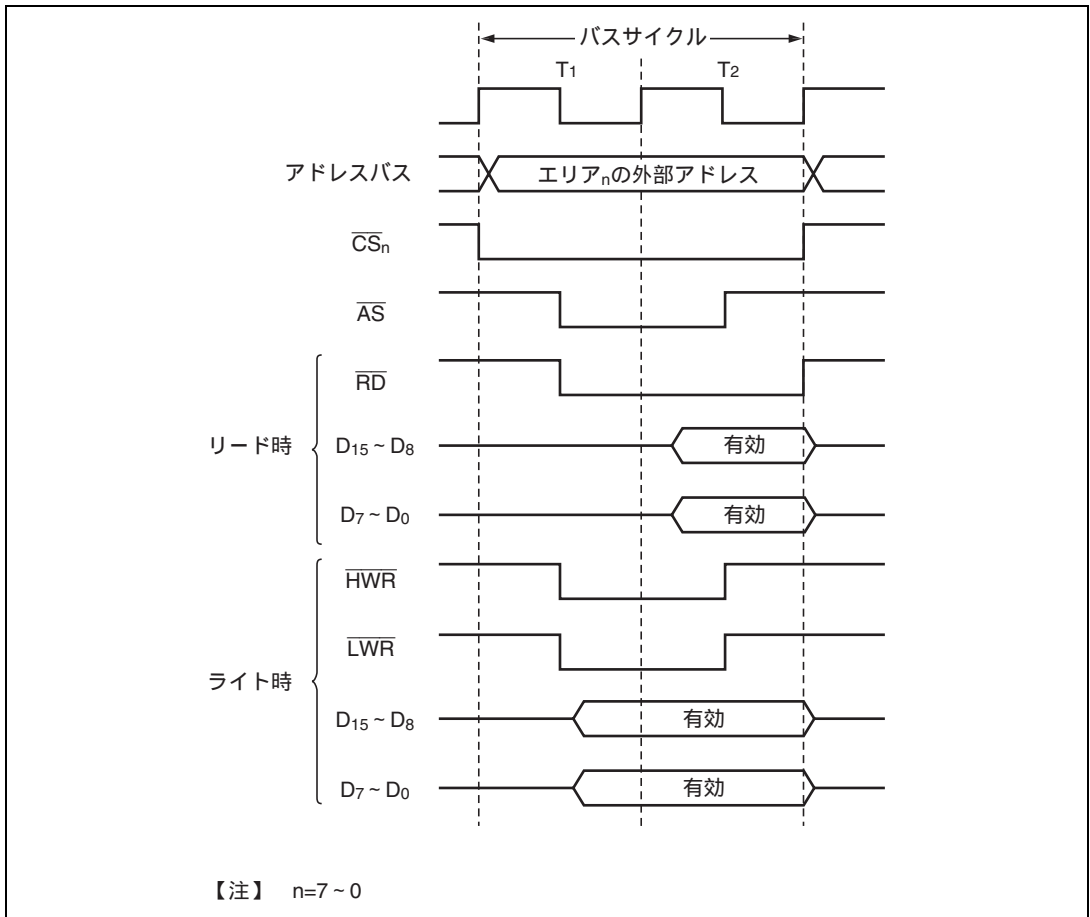 バスサイクル
T1 T2
アドレスバス エリアnの外部アドレス
CSn
AS
RD
リード時 D15 ~ D8 有効
D7 ~ D0 有効
HWR
LWR
ライト時
D15 ~ D8 有効
D7 ~ D0 有効
【注】 n=7 ~ 0